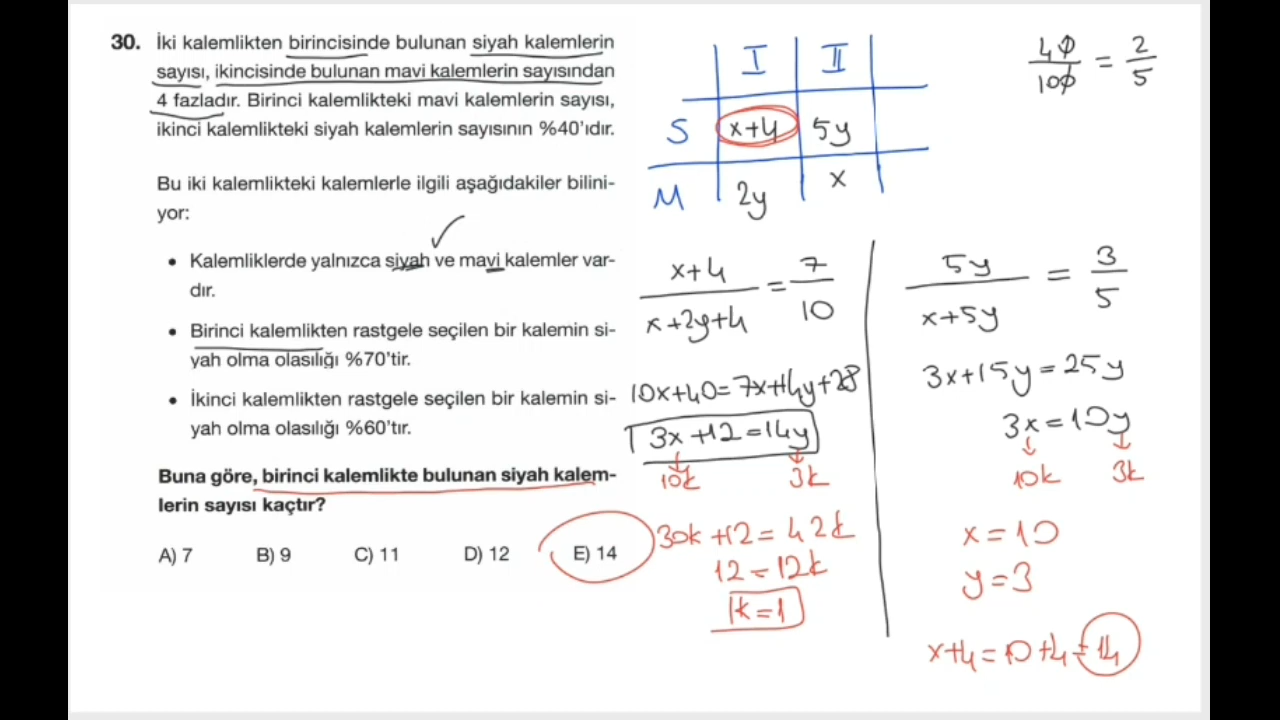 30. İki kalemlikten birincisinde bulunan siyah kalemlerin
sayısı, ikincisinde bulunan mavi kalemlerin sayısından
4 fazladır. Birinci kalemlikteki mavi kalemlerin sayısı,
ikinci kalemlikteki siyah kalemlerin sayısının %40'ıdır.
Bu iki kalemlikteki kalemlerle ilgili aşağıdakiler bilini-
yor:
• Kalemliklerde yalnızca siyah ve mavi kalemler var-
dır.
• Birinci kalemlikten rastgele seçilen bir kalemin si-
yah olma olasılığı %70'tir.
• İkinci kalemlikten rastgele seçilen bir kalemin si-
yah olma olasılığı %60'tır.
Buna göre, birinci kalemlikte bulunan siyah kalem-
lerin sayısı kaçtır?
A) 7 B) 9 C) 11 D) 12 E) 14
I II
S x+4 5y
M 2y x
40/100 = 2/5
x+4
x+2y+4
= 7/10
10x+40=7x+14y+28
3x+12=14y
10k 3k
30k+12=42k
12=12k
k=1
5y
x+5y
= 3/5
3x+15y=25y
3x=10y
10k 3k
x=10
y=3
x+4=10+4=14